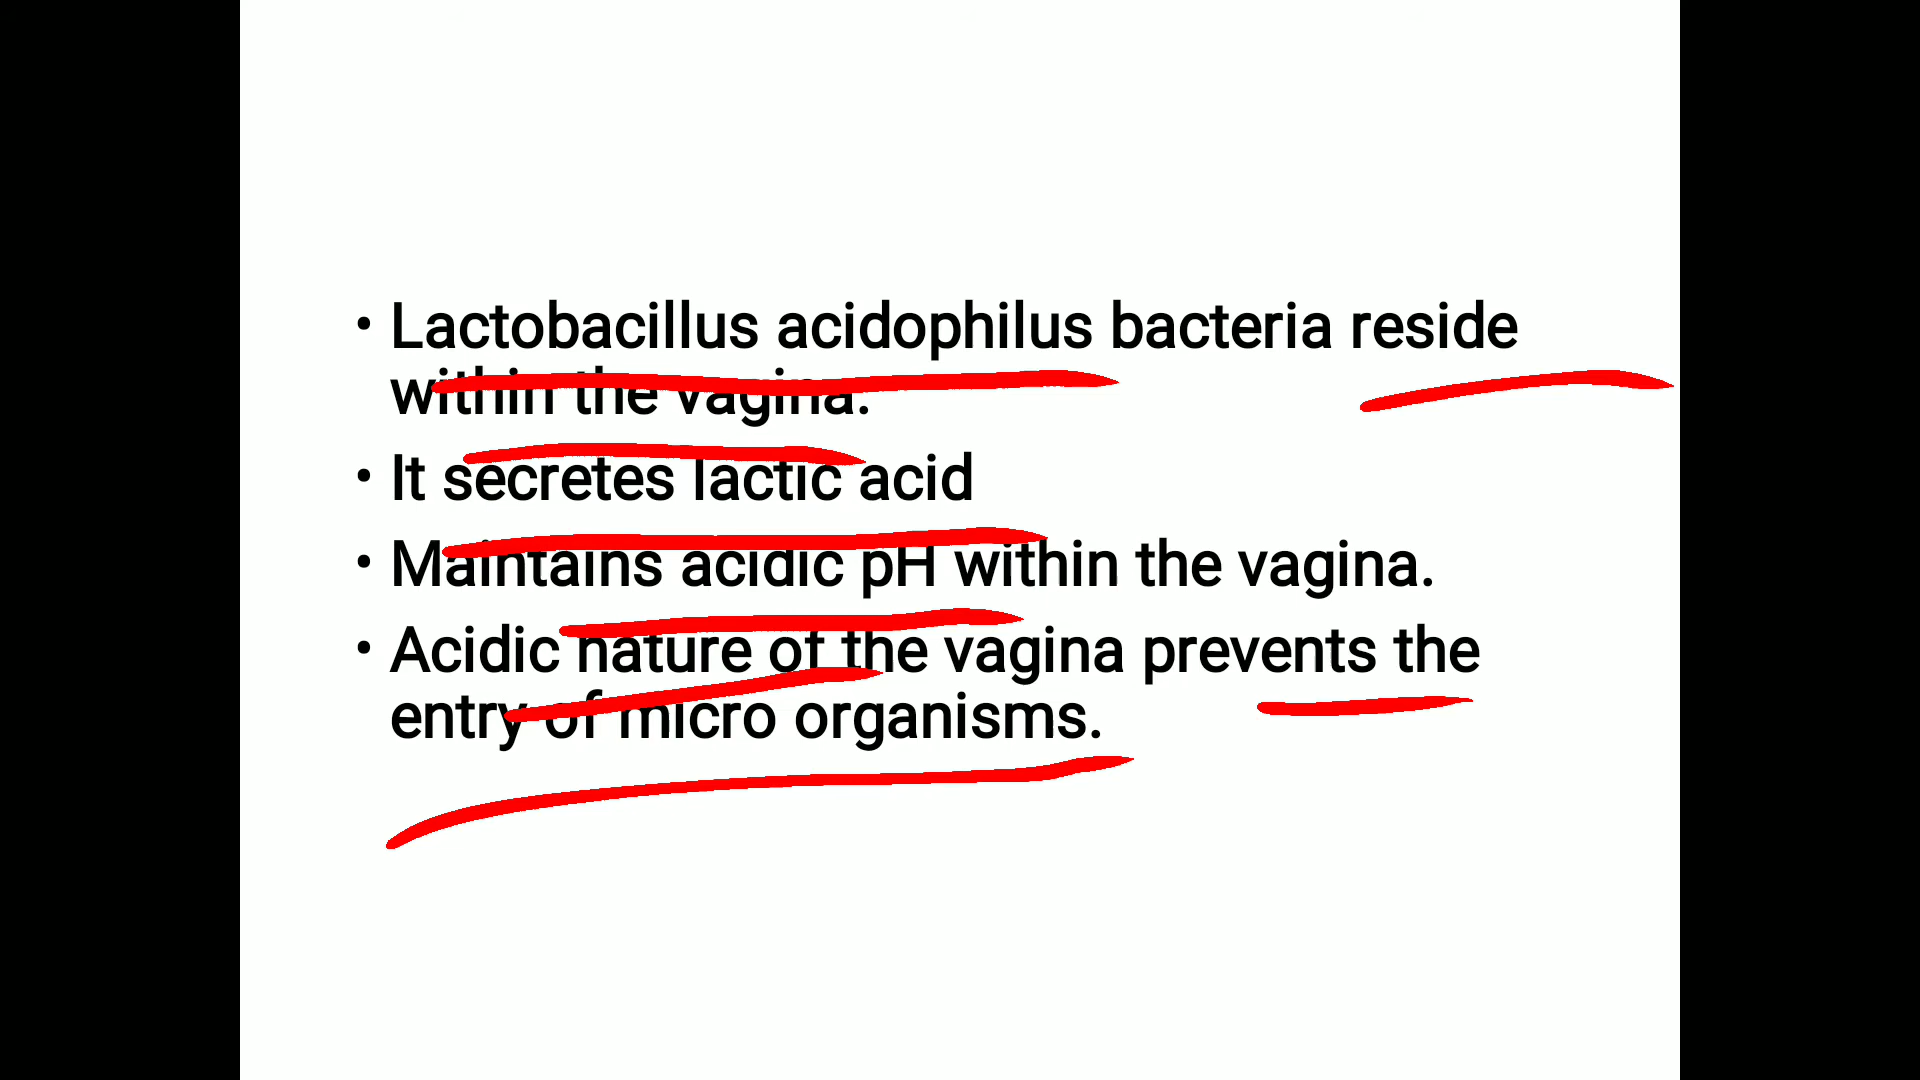 • Lactobacillus acidophilus bacteria reside
within the vagina.
• It secretes lactic acid
• Maintains acidic pH within the vagina.
• Acidic nature of the vagina prevents the
entry of micro organisms.